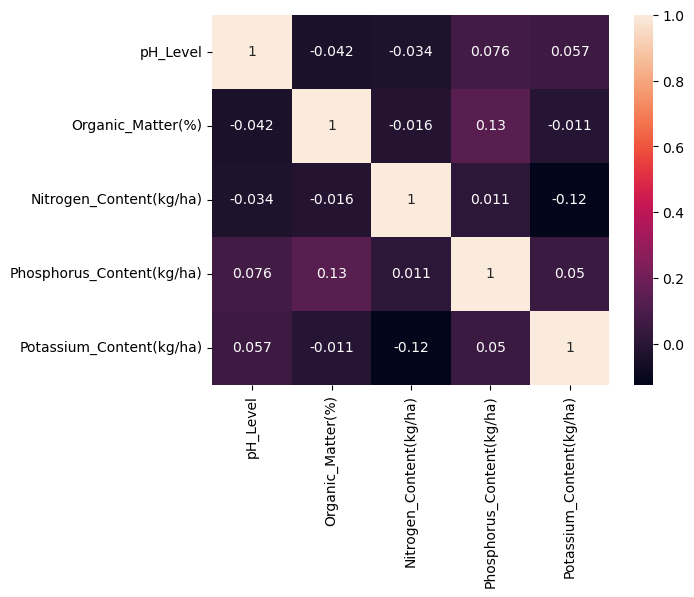 pH_Level 1 -0.042 -0.034 0.076 0.057
Organic_Matter(%) -0.042 1 -0.016 0.13 -0.011
Nitrogen_Content(kg/ha) -0.034 -0.016 1 0.011 -0.12
Phosphorus_Content(kg/ha) 0.076 0.13 0.011 1 0.05
Potassium_Content(kg/ha) 0.057 -0.011 -0.12 0.05 1
pH_Level
Organic_Matter(%)
Nitrogen_Content(kg/ha)
Phosphorus_Content(kg/ha)
Potassium_Content(kg/ha)
1.0
0.8
0.6
0.4
0.2
0.0